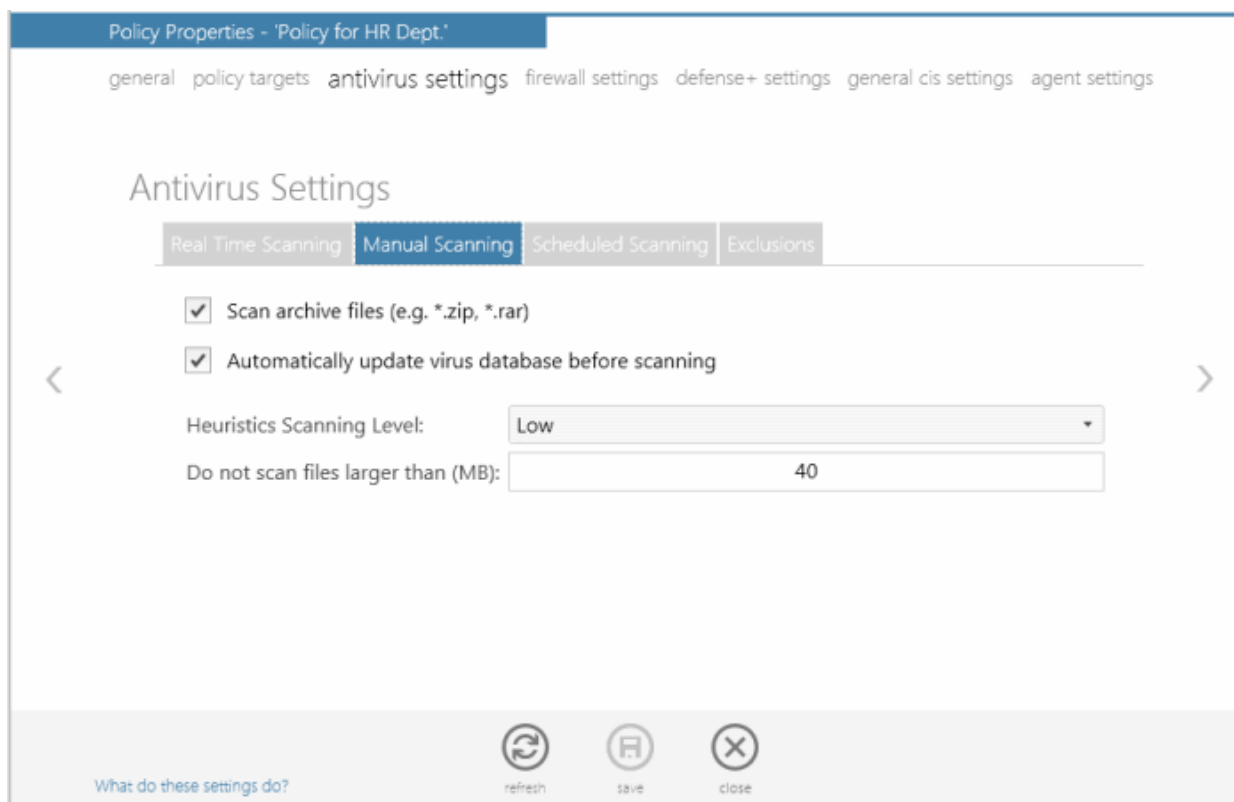 Policy Properties - 'Policy for HR Dept.'
general policy targets antivirus settings firewall settings defense+ settings general cis settings agent settings
Antivirus Settings
Real Time Scanning Manual Scanning Scheduled Scanning Exclusions
Scan archive files (e.g. *.zip, *.rar)
Automatically update virus database before scanning
Heuristics Scanning Level: Low
Do not scan files larger than (MB): 40
refresh save close
What do these settings do?